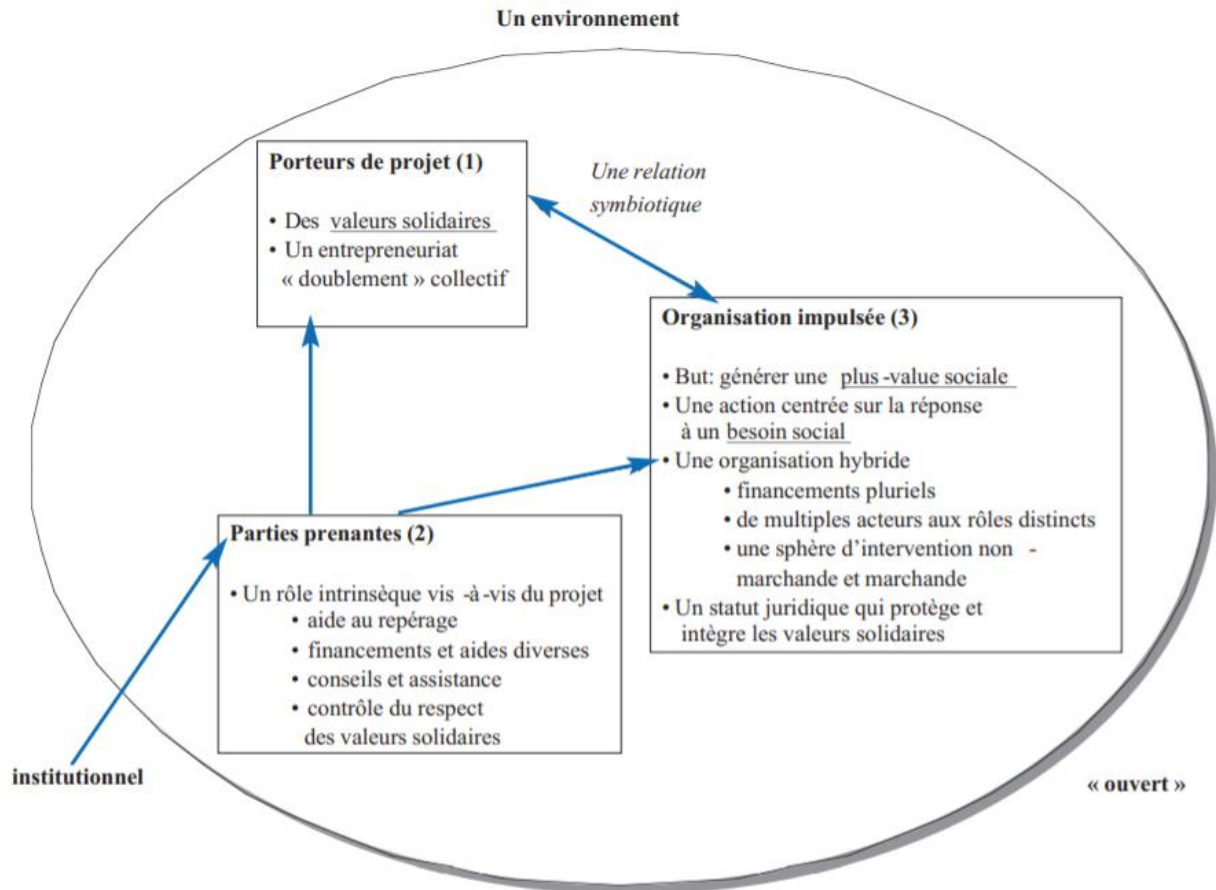 Un environnement
Porteurs de projet (1)
• Des valeurs solidaires
• Un entrepreneuriat
« doublement » collectif
Une relation
symbiotique
Organisation impulsée (3)
• But: générer une plus -value sociale
• Une action centrée sur la réponse
à un besoin social
• Une organisation hybride
• financements pluriels
• de multiples acteurs aux rôles distincts
• une sphère d’intervention non -
marchande et marchande
• Un statut juridique qui protège et
intègre les valeurs solidaires
Parties prenantes (2)
• Un rôle intrinsèque vis -à -vis du projet
• aide au repérage
• financements et aides diverses
• conseils et assistance
• contrôle du respect
des valeurs solidaires
institutionnel
« ouvert »